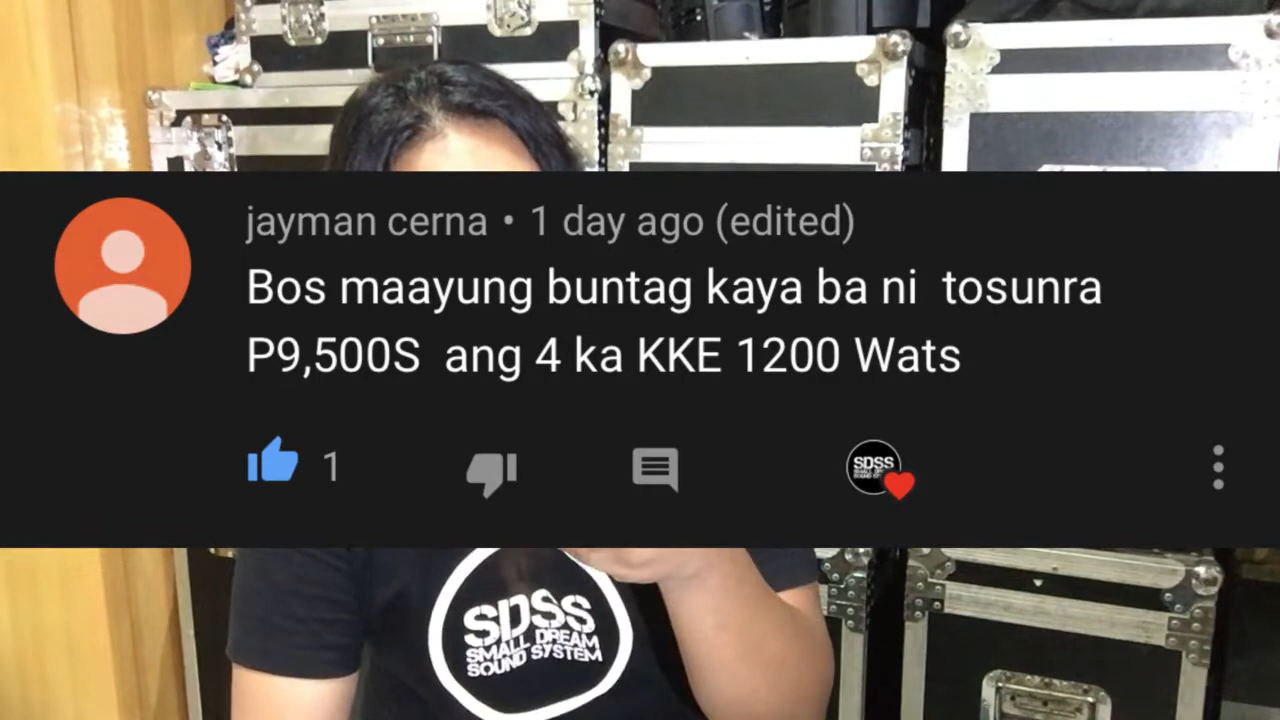 jayman cerna • 1 day ago (edited)
Bos maayung buntag kaya ba ni tosunra
P9,500S ang 4 ka KKE 1200 Wats
1
SDSS
SDSS
SMALL DREAM
SOUND SYSTEM